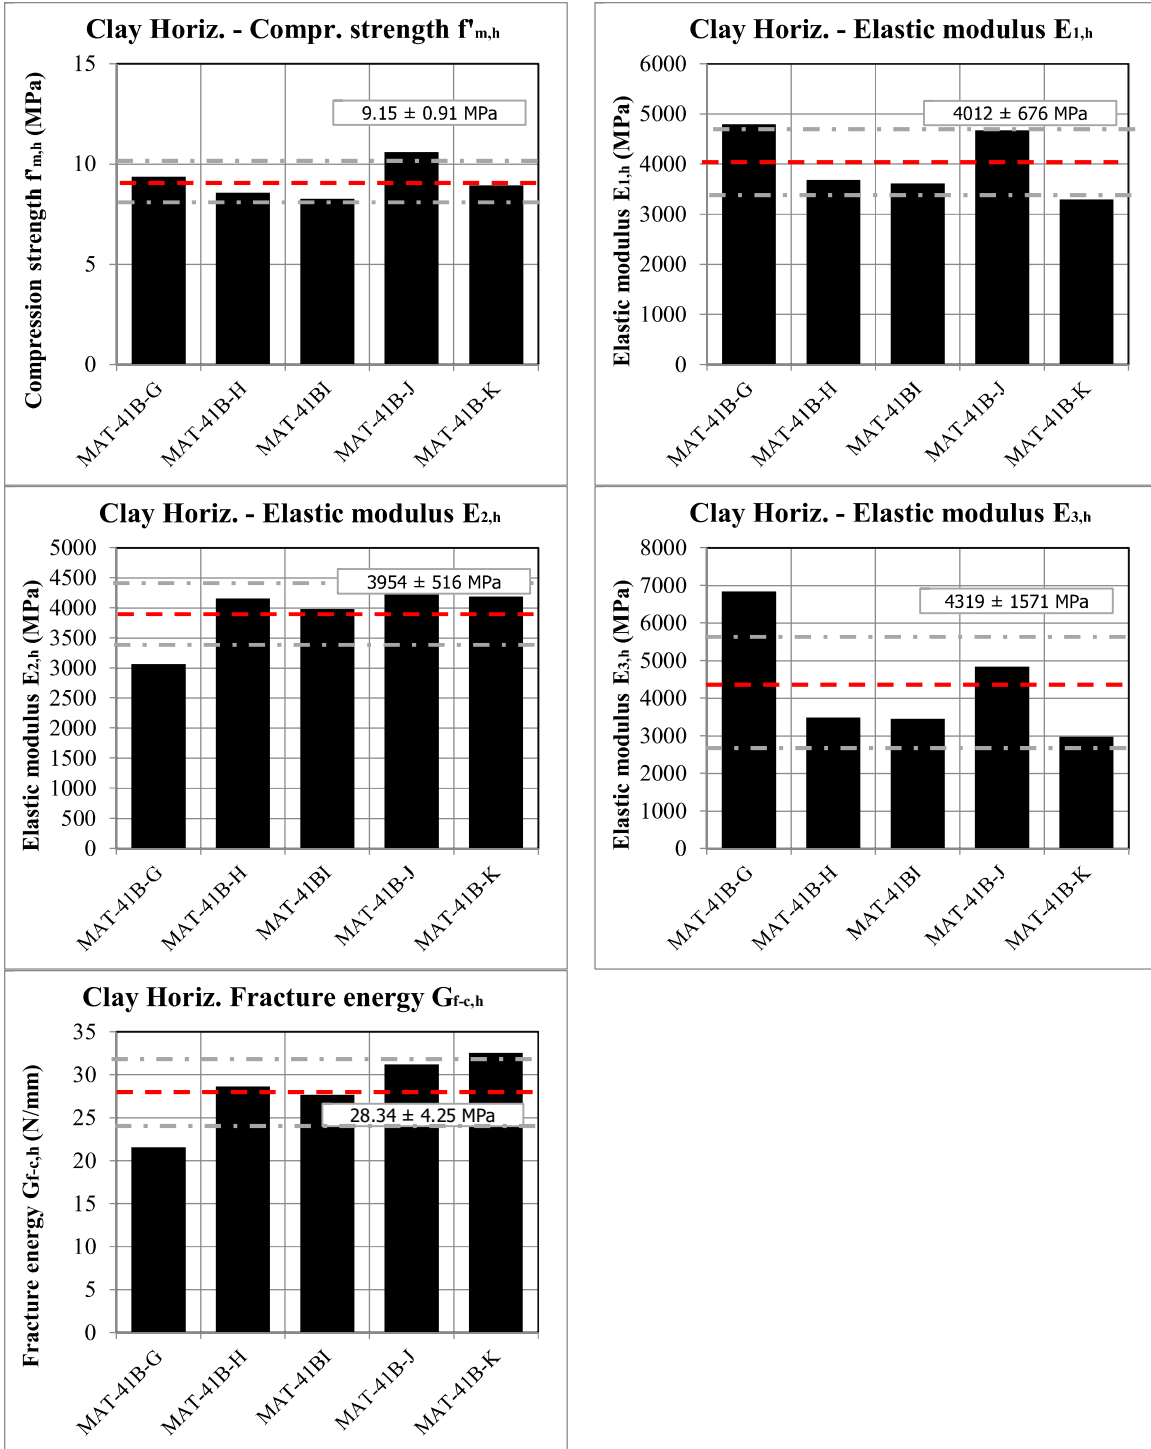 Clay Horiz. - Compr. strength f'm,h
Compression strength f'm,h (MPa)
15
10
5
0
9.15 ± 0.91 MPa
MAT-41B-G
MAT-41B-H
MAT-41BI
MAT-41B-J
MAT-41B-K
Clay Horiz. - Elastic modulus E1,h
Elastic modulus E1,h (MPa)
6000
5000
4000
3000
2000
1000
0
4012 ± 676 MPa
MAT-41B-G
MAT-41B-H
MAT-41BI
MAT-41B-J
MAT-41B-K
Clay Horiz. - Elastic modulus E2,h
Elastic modulus E2,h (MPa)
5000
4500
4000
3500
3000
2500
2000
1500
1000
500
0
3954 ± 516 MPa
MAT-41B-G
MAT-41B-H
MAT-41BI
MAT-41B-J
MAT-41B-K
Clay Horiz. - Elastic modulus E3,h
Elastic modulus E3,h (MPa)
8000
7000
6000
5000
4000
3000
2000
1000
0
4319 ± 1571 MPa
MAT-41B-G
MAT-41B-H
MAT-41BI
MAT-41B-J
MAT-41B-K
Clay Horiz. Fracture energy Gf-c,h
Fracture energy Gf-c,h (N/mm)
35
30
25
20
15
10
5
0
28.34 ± 4.25 MPa
MAT-41B-G
MAT-41B-H
MAT-41BI
MAT-41B-J
MAT-41B-K